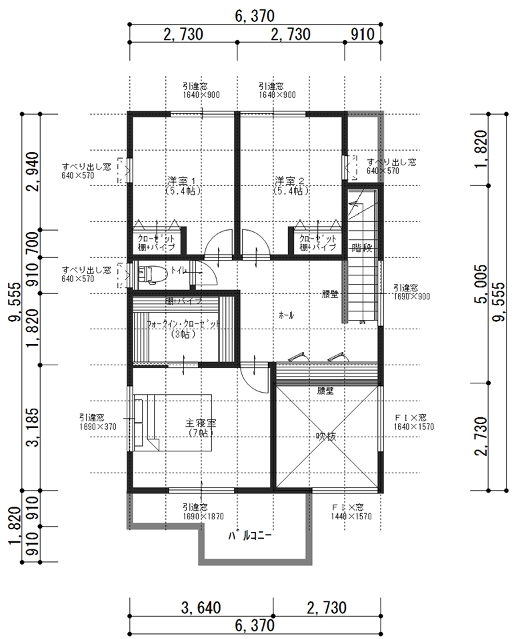 6,370
2,730
2,730
910
引違窓
1640×900
引違窓
1640×900
2,940
700
910
1,820
3,185
910
910
9,555
1,820
すべり出し窓
640×570
すべり出し窓
640×570
すべり出し窓
640×570
洋室1
(5.4帖)
洋室2
(5.4帖)
クローゼット
棚・パイプ
クローゼット
棚・パイプ
階段
トイレ
棚・パイプ
ウォークイン・クローゼット
(3帖)
ホール
腰壁
引違窓
1690×900
腰壁
主寝室
(7帖)
吹抜
引違窓
1690×370
FIX窓
1640×1570
引違窓
1690×1870
FIX窓
1440×1570
バルコニー
1,820
5,005
2,730
9,555
3,640
2,730
6,370